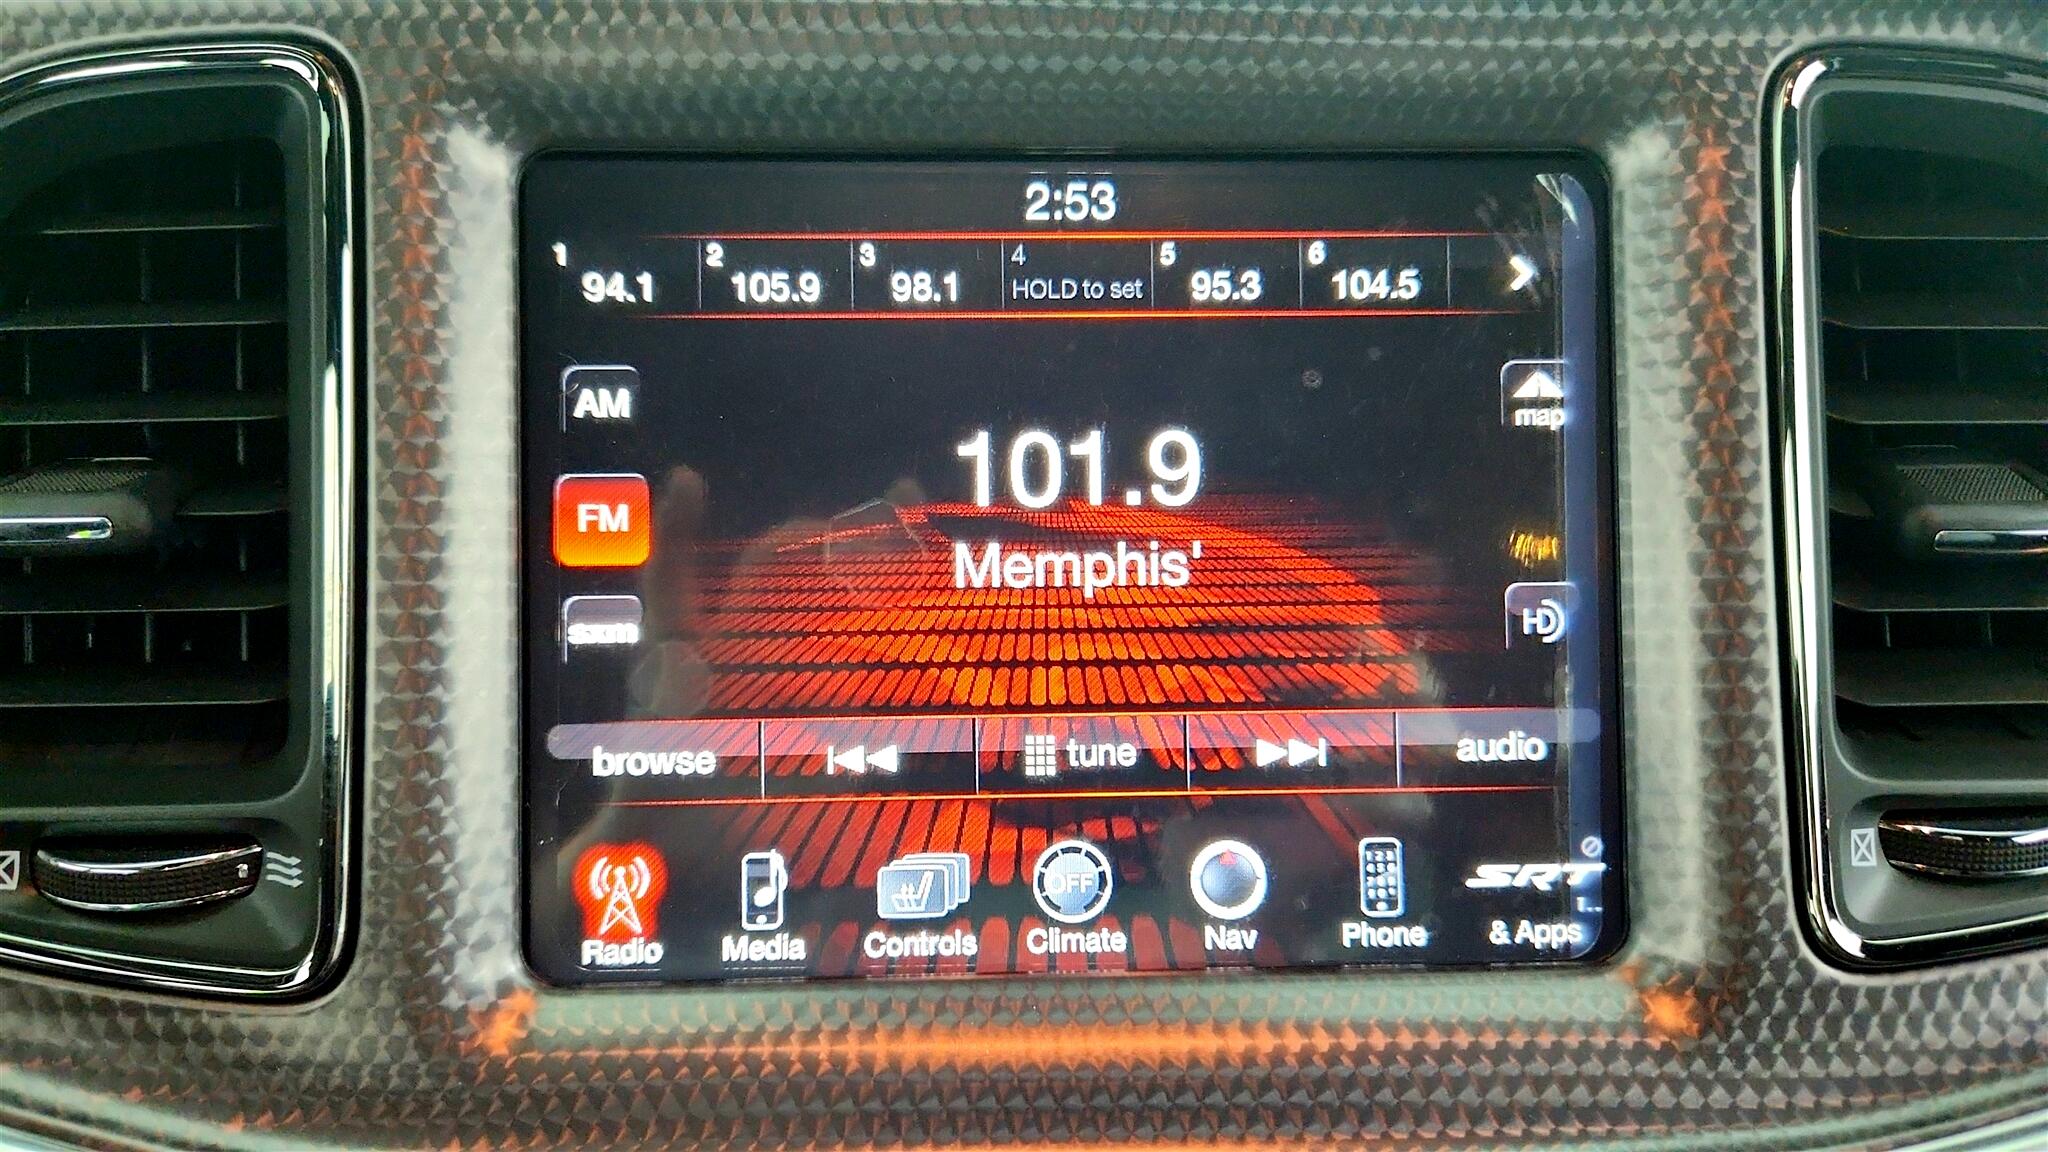 2:53
1 94.1 2 105.9 3 98.1 4 HOLD to set 5 95.3 6 104.5
AM
map
101.9
FM
Memphis'
sxm
HD
browse tune audio
OFF
SRT
Radio Media Controls Climate Nav Phone & Apps